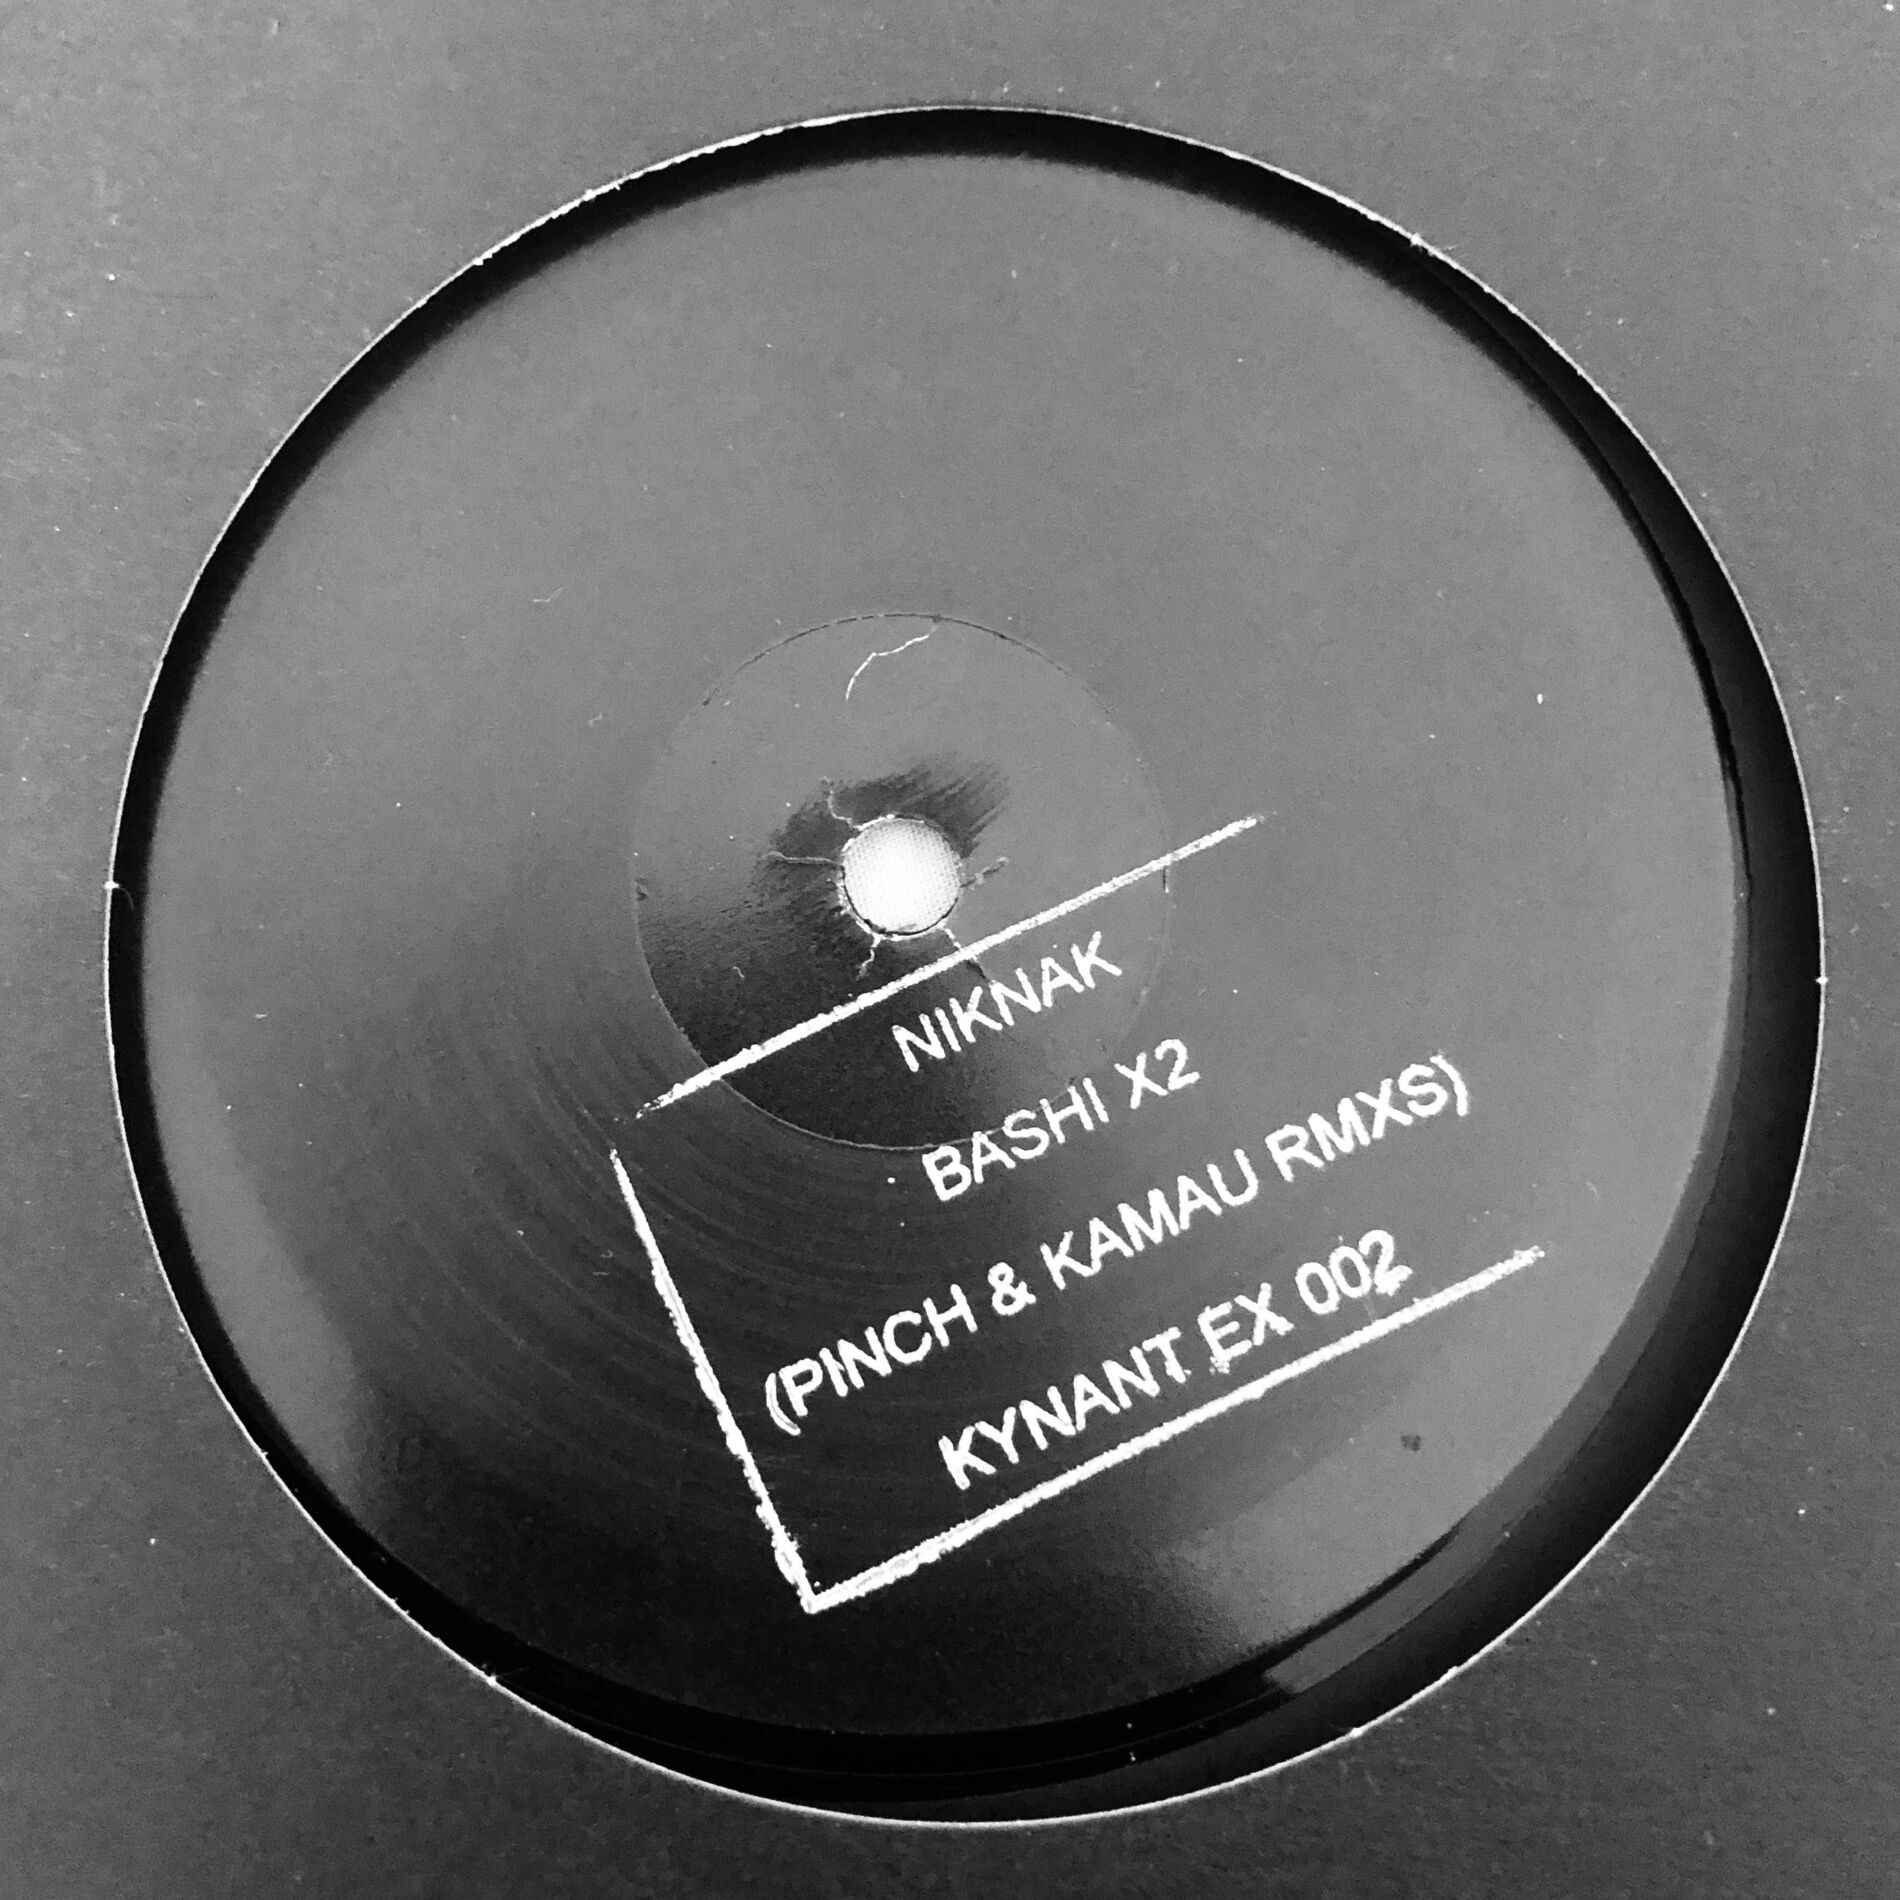 NIKNAK
BASHI X2
(PINCH & KAMAU RMXS)
KYNANT EX 002